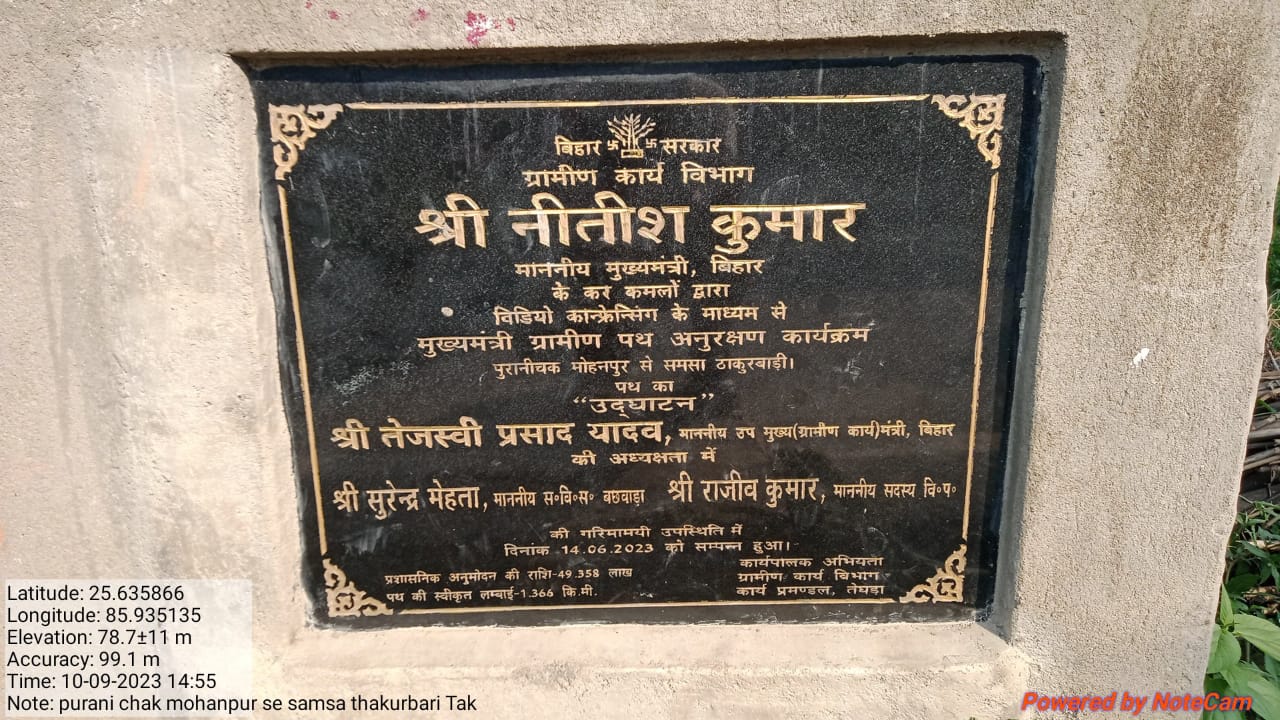 बिहार 卐 卐 सरकार
ग्रामीण कार्य विभाग
श्री नीतीश कुमार
माननीय मुख्यमंत्री, बिहार
के कर कमलों द्वारा
विडियो कान्फ्रेन्सिंग के माध्यम से
मुख्यमंत्री ग्रामीण पथ अनुरक्षण कार्यक्रम
पुरानीचक मोहनपुर से समसा ठाकुरबाड़ी।
पथ का
“उद्घाटन”
श्री तेजस्वी प्रसाद यादव, माननीय उप मुख्य(ग्रामीण कार्य)मंत्री, बिहार
की अध्यक्षता में
श्री सुरेन्द्र मेहता, माननीय स०वि०स० बछवाड़ा श्री राजीव कुमार, माननीय सदस्य वि०प०
की गरिमामयी उपस्थिति में
दिनांक 14.06.2023 को सम्पन्न हुआ।
प्रशासनिक अनुमोदन की राशि-49.358 लाख
पथ की स्वीकृत लम्बाई-1.366 कि.मी.
कार्यपालक अभियंता
ग्रामीण कार्य विभाग
कार्य प्रमण्डल, तेघड़ा
Latitude: 25.635866
Longitude: 85.935135
Elevation: 78.7±11 m
Accuracy: 99.1 m
Time: 10-09-2023 14:55
Note: purani chak mohanpur se samsa thakurbari Tak
Powered by NoteCam